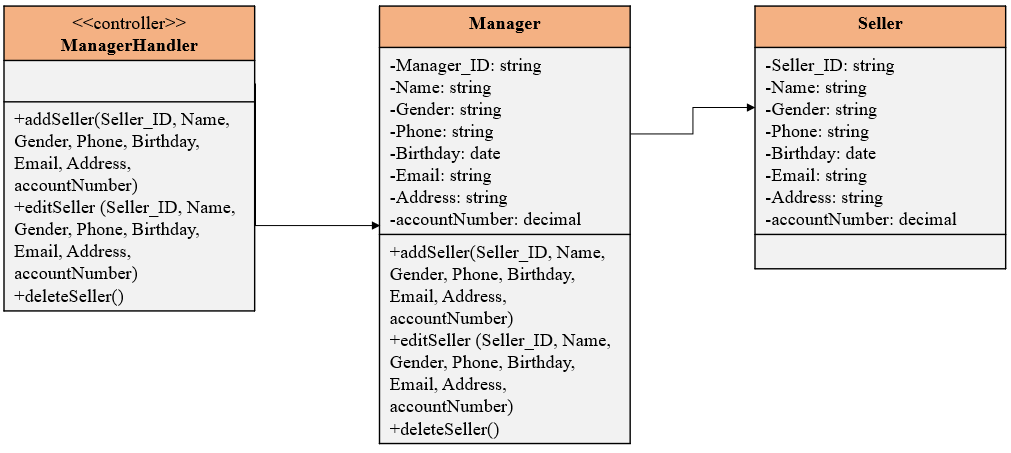 <<controller>>
ManagerHandler
+addSeller(Seller_ID, Name,
Gender, Phone, Birthday,
Email, Address,
accountNumber)
+editSeller (Seller_ID, Name,
Gender, Phone, Birthday,
Email, Address,
accountNumber)
+deleteSeller()
Manager
-Manager_ID: string
-Name: string
-Gender: string
-Phone: string
-Birthday: date
-Email: string
-Address: string
-accountNumber: decimal
+addSeller(Seller_ID, Name,
Gender, Phone, Birthday,
Email, Address,
accountNumber)
+editSeller (Seller_ID, Name,
Gender, Phone, Birthday,
Email, Address,
accountNumber)
+deleteSeller()
Seller
-Seller_ID: string
-Name: string
-Gender: string
-Phone: string
-Birthday: date
-Email: string
-Address: string
-accountNumber: decimal